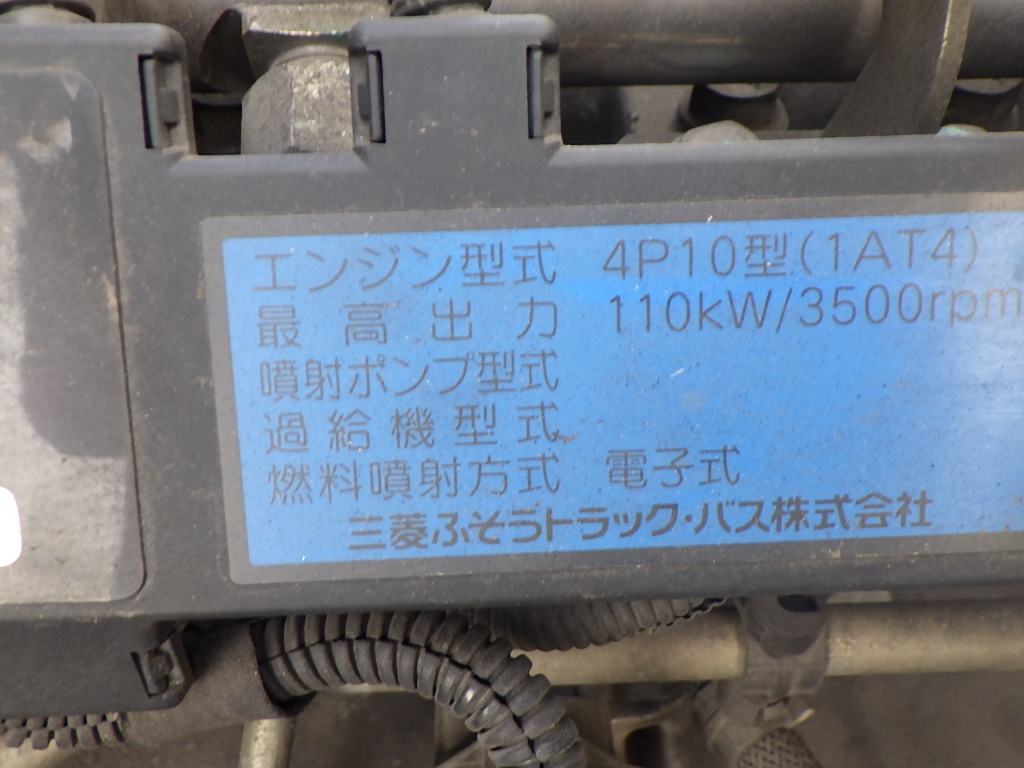 エンジン型式 4P10型(1AT4)
最高出力 110kW/3500rpm
噴射ポンプ型式
過給機型式
燃料噴射方式 電子式
三菱ふそうトラック・バス株式会社